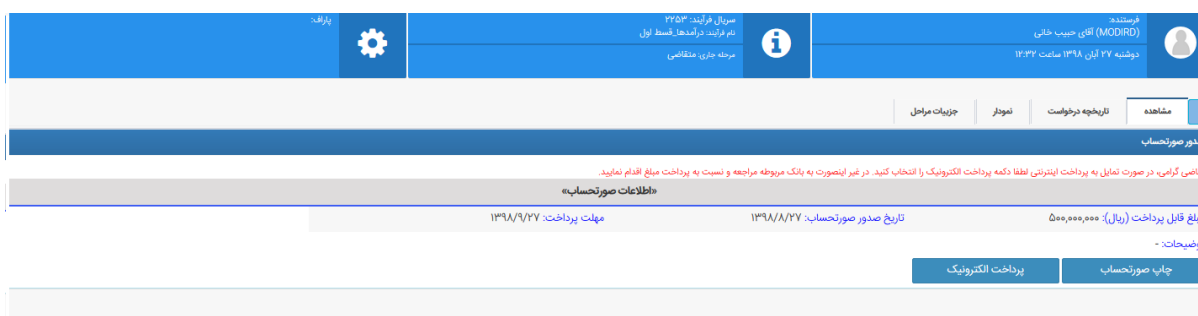 فرستنده:
(MODIRD) آقای حبیب خانی
دوشنبه ۲۷ آبان ۱۳۹۸ ساعت ۱۲:۳۲
سریال فرآیند: ۲۲۵۳
نام فرآیند: درآمدها_قسط اول
مرحله جاری: متقاضی
پاراف:
مشاهده
تاریخچه درخواست
نمودار
جزییات مراحل
صورتحساب
گرامی، در صورت تمایل به پرداخت اینترنتی لطفا دکمه پرداخت الکترونیک را انتخاب کنید. در غیر اینصورت به بانک مربوطه مراجعه و نسبت به پرداخت مبلغ اقدام نمایید.
«اطلاعات صورتحساب»
قابل پرداخت (ریال): ۵۰۰,۰۰۰,۰۰۰
تاریخ صدور صورتحساب: ۱۳۹۸/۸/۲۷
مهلت پرداخت: ۱۳۹۸/۹/۲۷
-
چاپ صورتحساب
پرداخت الکترونیک